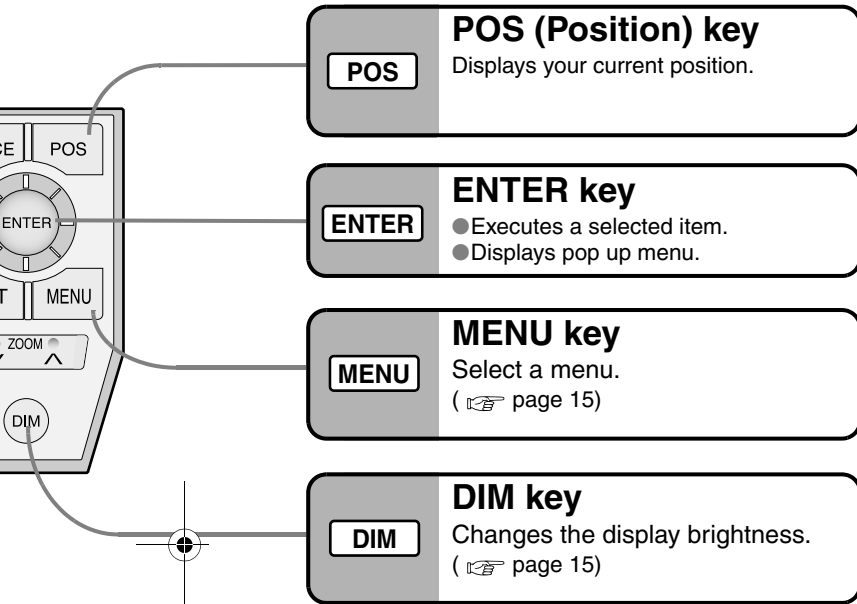 POS (Position) key
POS
Displays your current position.
POS
ENTER key
ENTER
●Executes a selected item.
●Displays pop up menu.
ENTER
MENU key
MENU
Select a menu.
( page 15)
MENU
ZOOM
DIM key
DIM
Changes the display brightness.
( page 15)
DIM